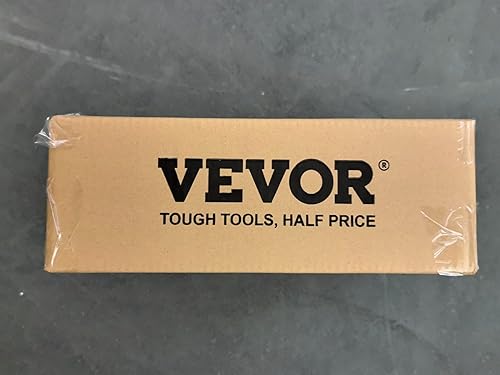 VEVOR®
TOUGH TOOLS, HALF PRICE